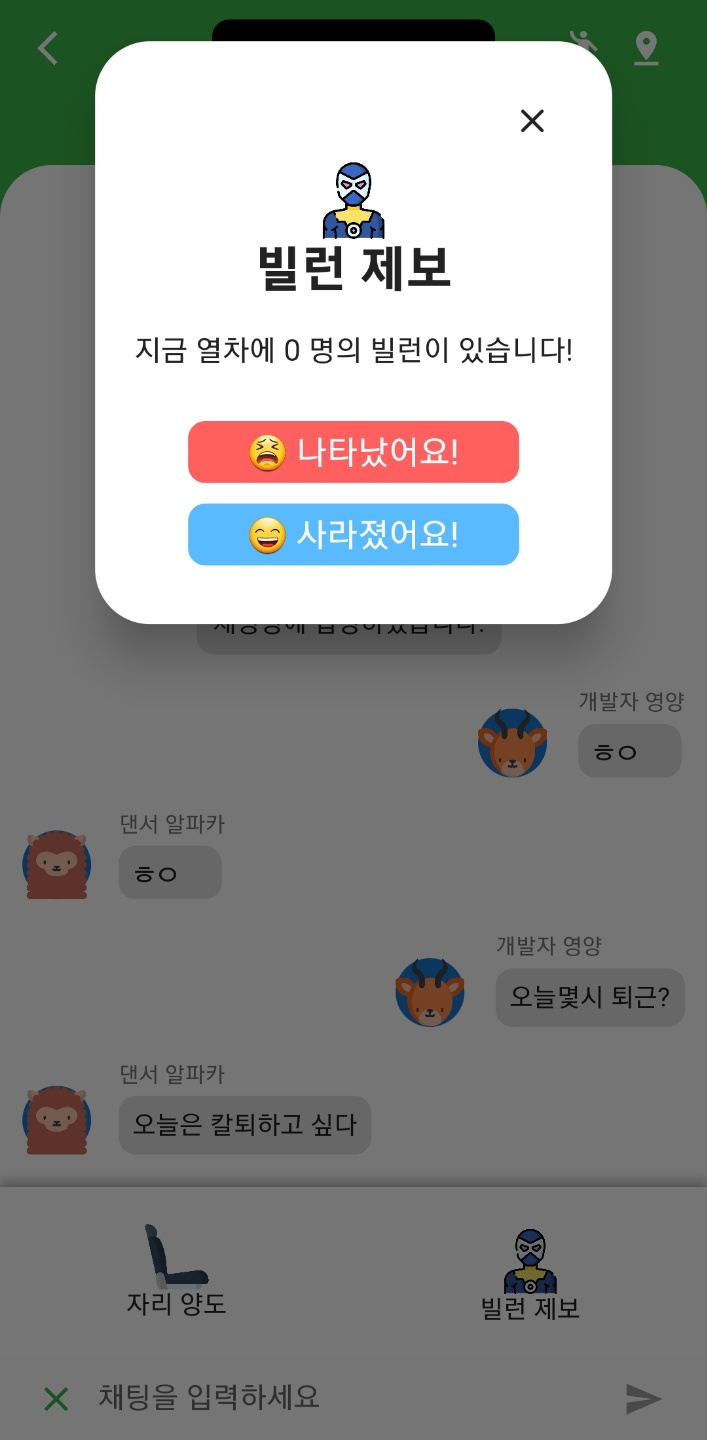 빌런 제보
지금 열차에 0 명의 빌런이 있습니다!
나타났어요!
사라졌어요!
개발자 영양
ㅎㅇ
댄서 알파카
ㅎㅇ
개발자 영양
오늘몇시 퇴근?
댄서 알파카
오늘은 칼퇴하고 싶다
자리 양도
빌런 제보
채팅을 입력하세요